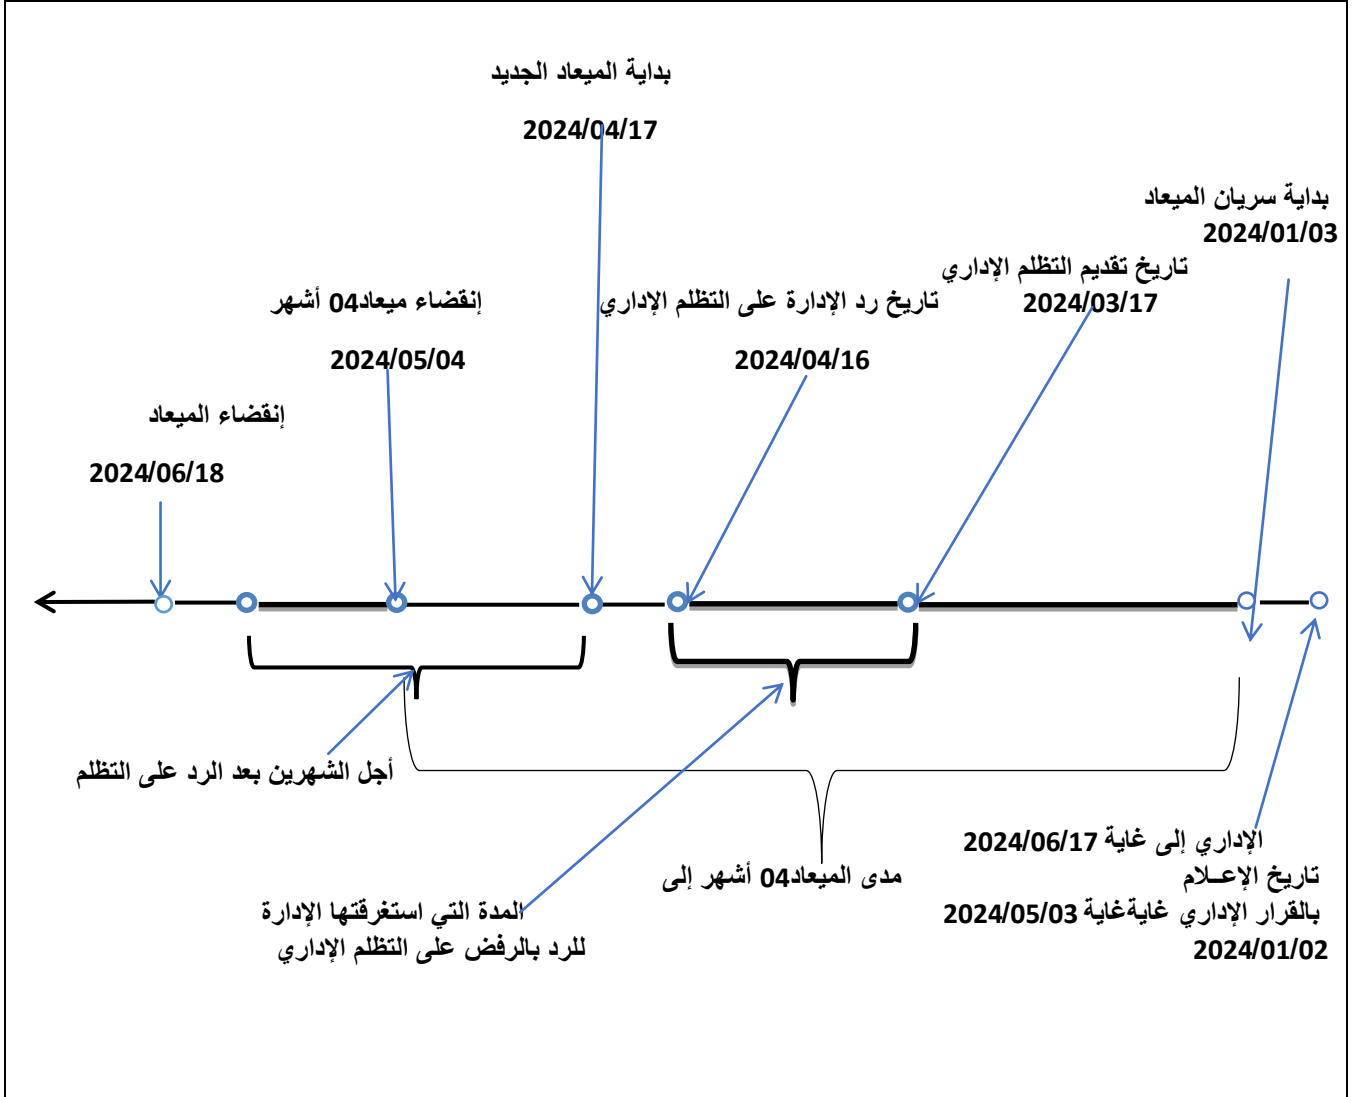 بداية الميعاد الجديد
2024/04/17
بداية سريان الميعاد
2024/01/03
تاريخ تقديم التظلم الإداري
2024/03/17
تاريخ رد الإدارة على التظلم الإداري
2024/04/16
إنقضاء ميعاد04 أشهر
2024/05/04
إنقضاء الميعاد
2024/06/18
أجل الشهرين بعد الرد على التظلم
الإداري إلى غاية 2024/06/17
مدى الميعاد04 أشهر إلى
تاريخ الإعــلام
بالقرار الإداري غايةغاية 2024/05/03
2024/01/02
المدة التي استغرقتها الإدارة
للرد بالرفض على التظلم الإداري